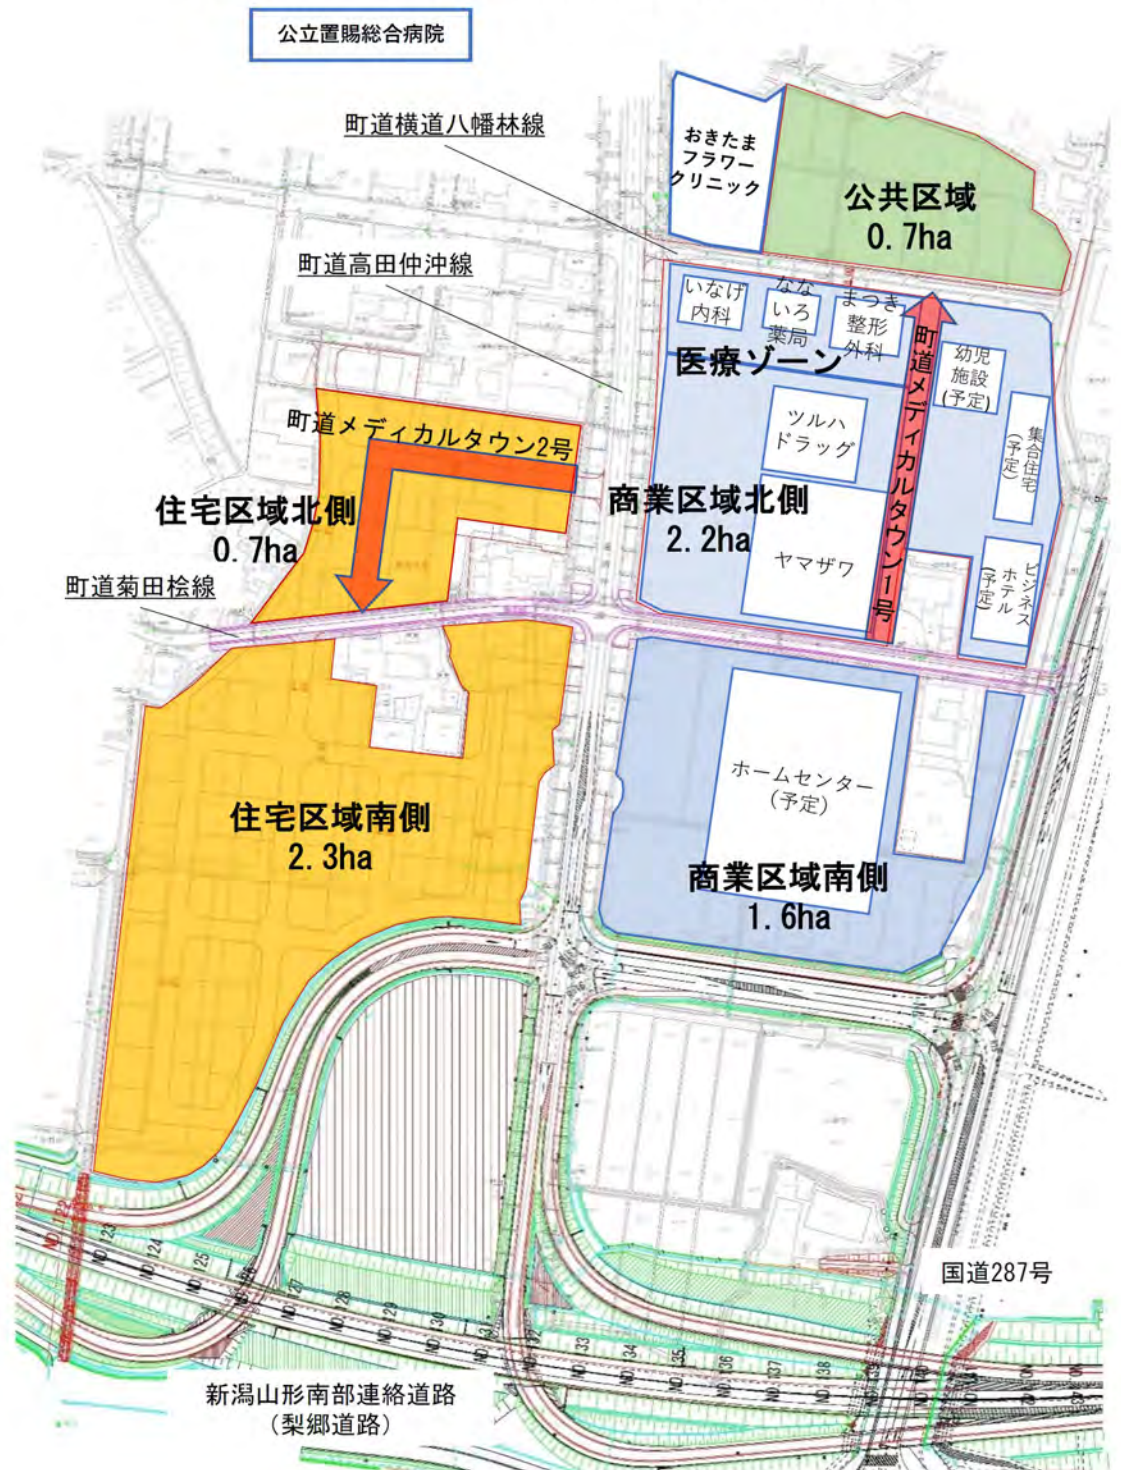 公立置賜総合病院
町道横道八幡林線
おきたま
フラワー
クリニック
公共区域
0.7ha
町道高田仲沖線
いなげ
内科
なな
いろ
薬局
まつき
整形
外科
医療ゾーン
町道メディカルタウン1号
幼児
施設
(予定)
集合住宅
(予定)
ツルハ
ドラッグ
町道メディカルタウン2号
住宅区域北側
0.7ha
商業区域北側
2.2ha
ヤマザワ
ビジネス
ホテル
(予定)
町道菊田桧線
ホームセンター
(予定)
住宅区域南側
2.3ha
商業区域南側
1.6ha
国道287号
新潟山形南部連絡道路
(梨郷道路)